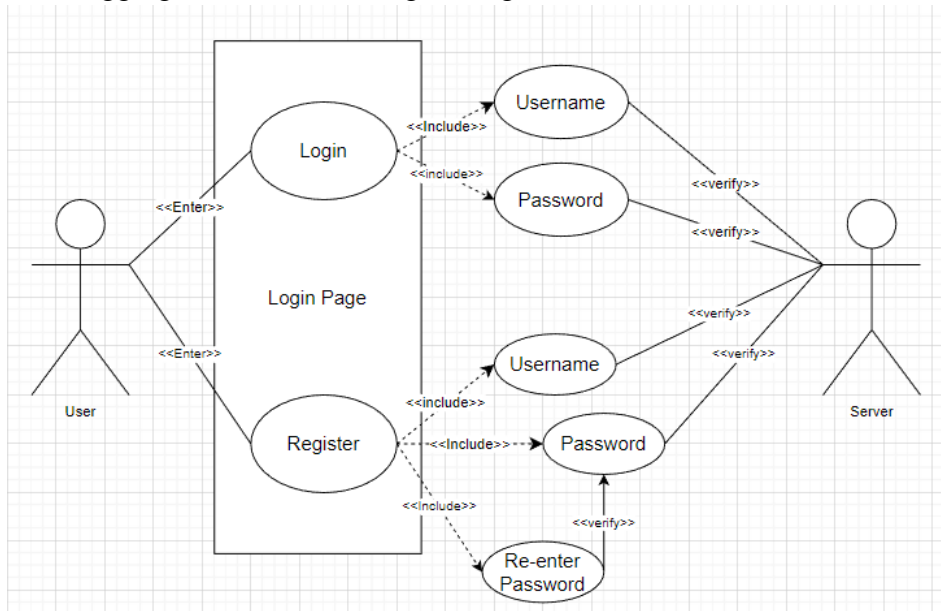 Username
<<Include>>
Login
<<include>>
Password
<<verify>>
<<Enter>>
<<verify>>
Login Page
<<verify>>
<<Enter>>
<<verify>>
Username
User
<<include>>
Server
Register
<<Include>>
Password
<<Include>>
<<verify>>
Re-enter
Password